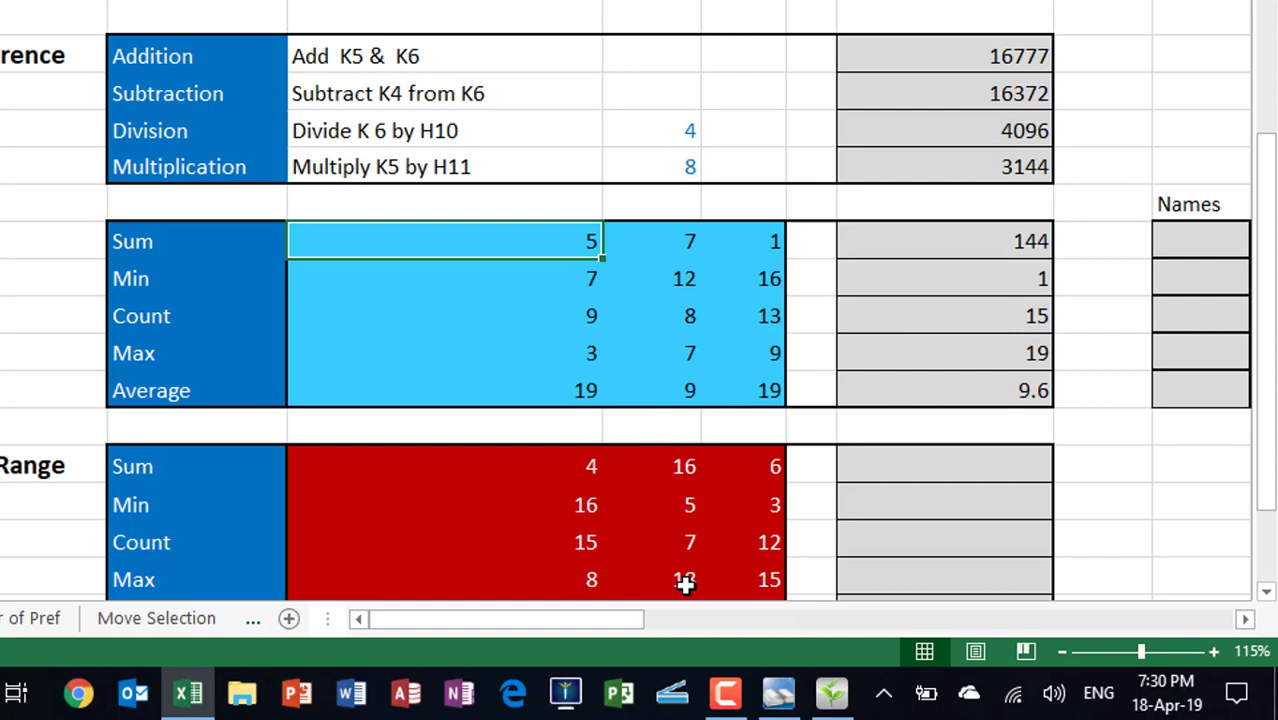 rence Addition Add K5 & K6 16777
Subtraction Subtract K4 from K6 16372
Division Divide K 6 by H10 4 4096
Multiplication Multiply K5 by H11 8 3144
Names
Sum 5 7 1 144
Min 7 12 16 1
Count 9 8 13 15
Max 3 7 9 19
Average 19 9 19 9.6
Range Sum 4 16 6
Min 16 5 3
Count 15 7 12
Max 8 15
r of Pref Move Selection ...
115%
ENG 7:30 PM
18-Apr-19